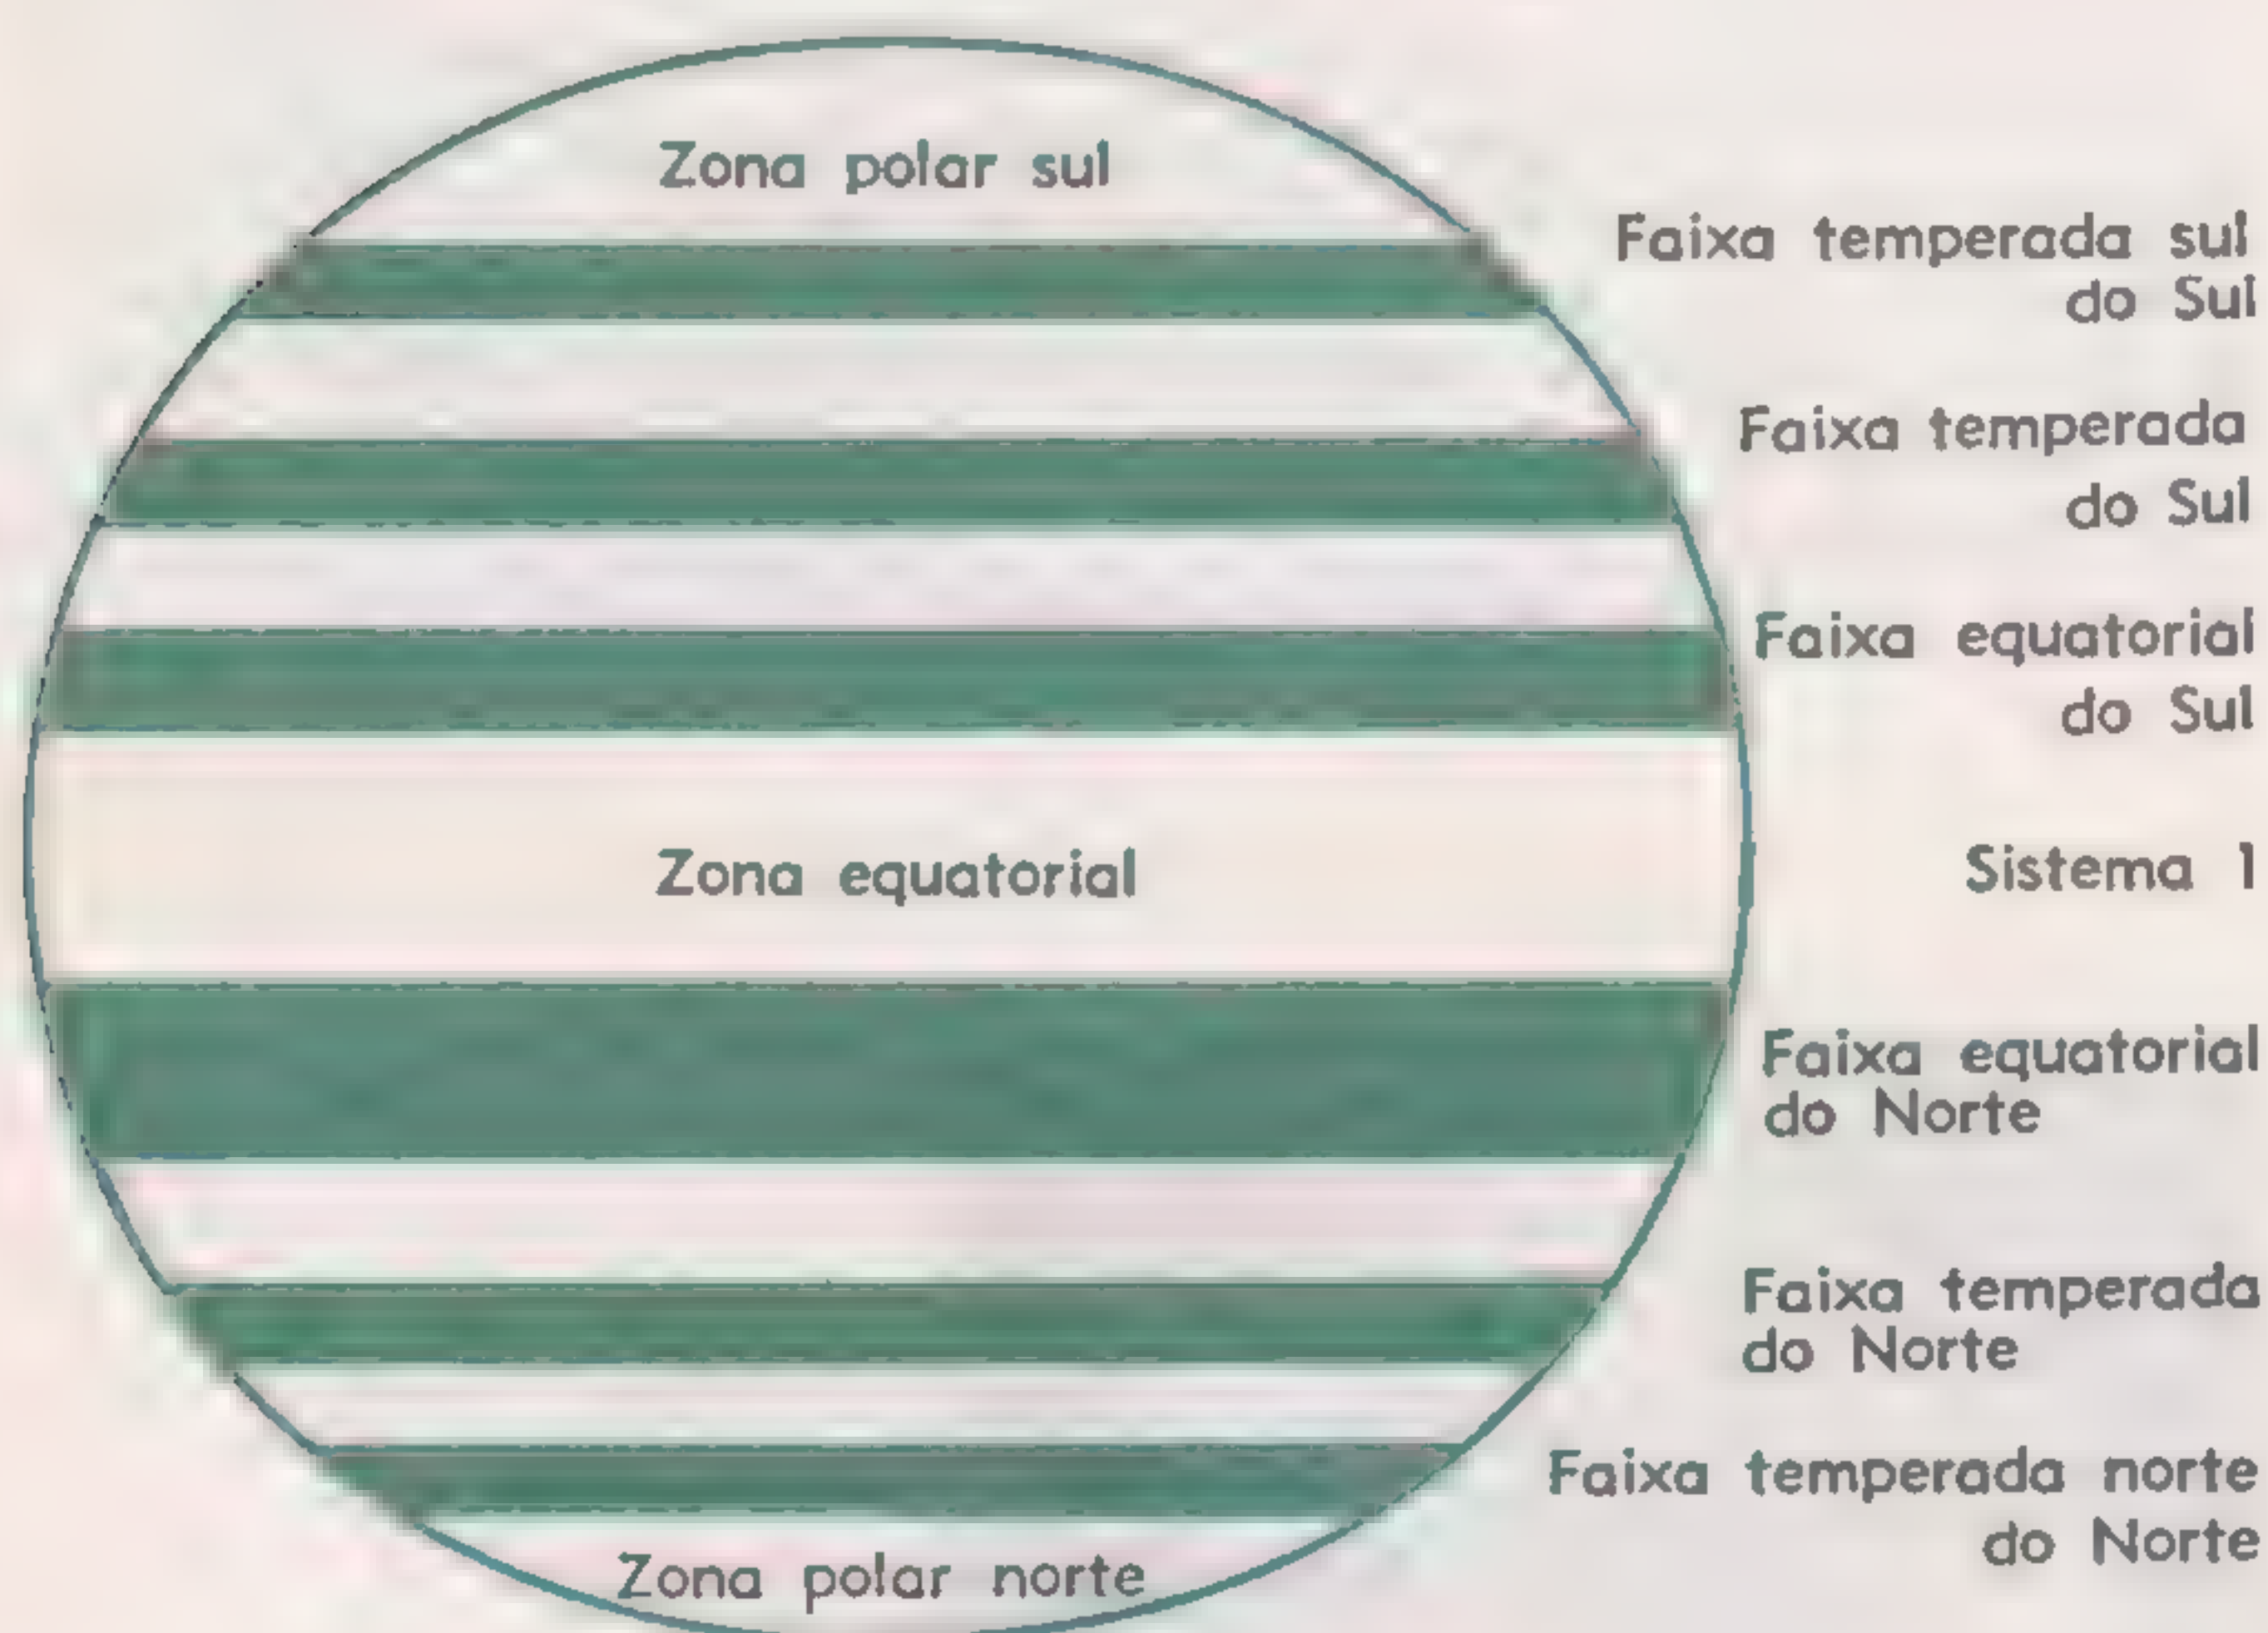 Zona polar sul
Faixa temperada sul
do Sul
Faixa temperada
do Sul
Faixa equatorial
do Sul
Zona equatorial
Sistema 1
Faixa equatorial
do Norte
Faixa temperada
do Norte
Faixa temperada norte
do Norte
Zona polar norte